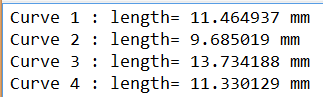 Curve 1 : length= 11.464937 mm
Curve 2 : length= 9.685019 mm
Curve 3 : length= 13.734188 mm
Curve 4 : length= 11.330129 mm